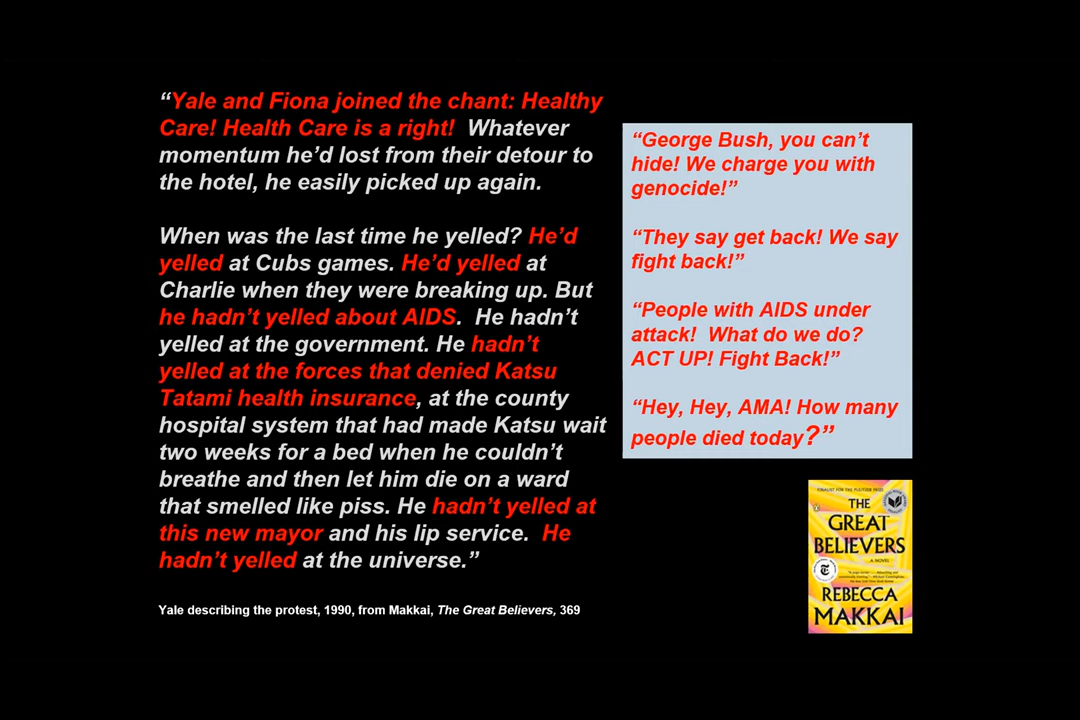 “Yale and Fiona joined the chant: Healthy
Care! Health Care is a right!  Whatever
momentum he’d lost from their detour to
the hotel, he easily picked up again.
When was the last time he yelled? He’d
yelled at Cubs games. He’d yelled at
Charlie when they were breaking up. But
he hadn’t yelled about AIDS.  He hadn’t
yelled at the government. He hadn’t
yelled at the forces that denied Katsu
Tatami health insurance, at the county
hospital system that had made Katsu wait
two weeks for a bed when he couldn’t
breathe and then let him die on a ward
that smelled like piss. He hadn’t yelled at
this new mayor and his lip service.  He
hadn’t yelled at the universe.”
Yale describing the protest, 1990, from Makkai, The Great Believers, 369
“George Bush, you can’t
hide! We charge you with
genocide!”
“They say get back! We say
fight back!”
“People with AIDS under
attack!  What do we do?
ACT UP! Fight Back!”
“Hey, Hey, AMA! How many
people died today?”
FINALIST FOR THE PULITZER PRIZE
THE
GREAT
BELIEVERS
A NOVEL
REBECCA
MAKKAI